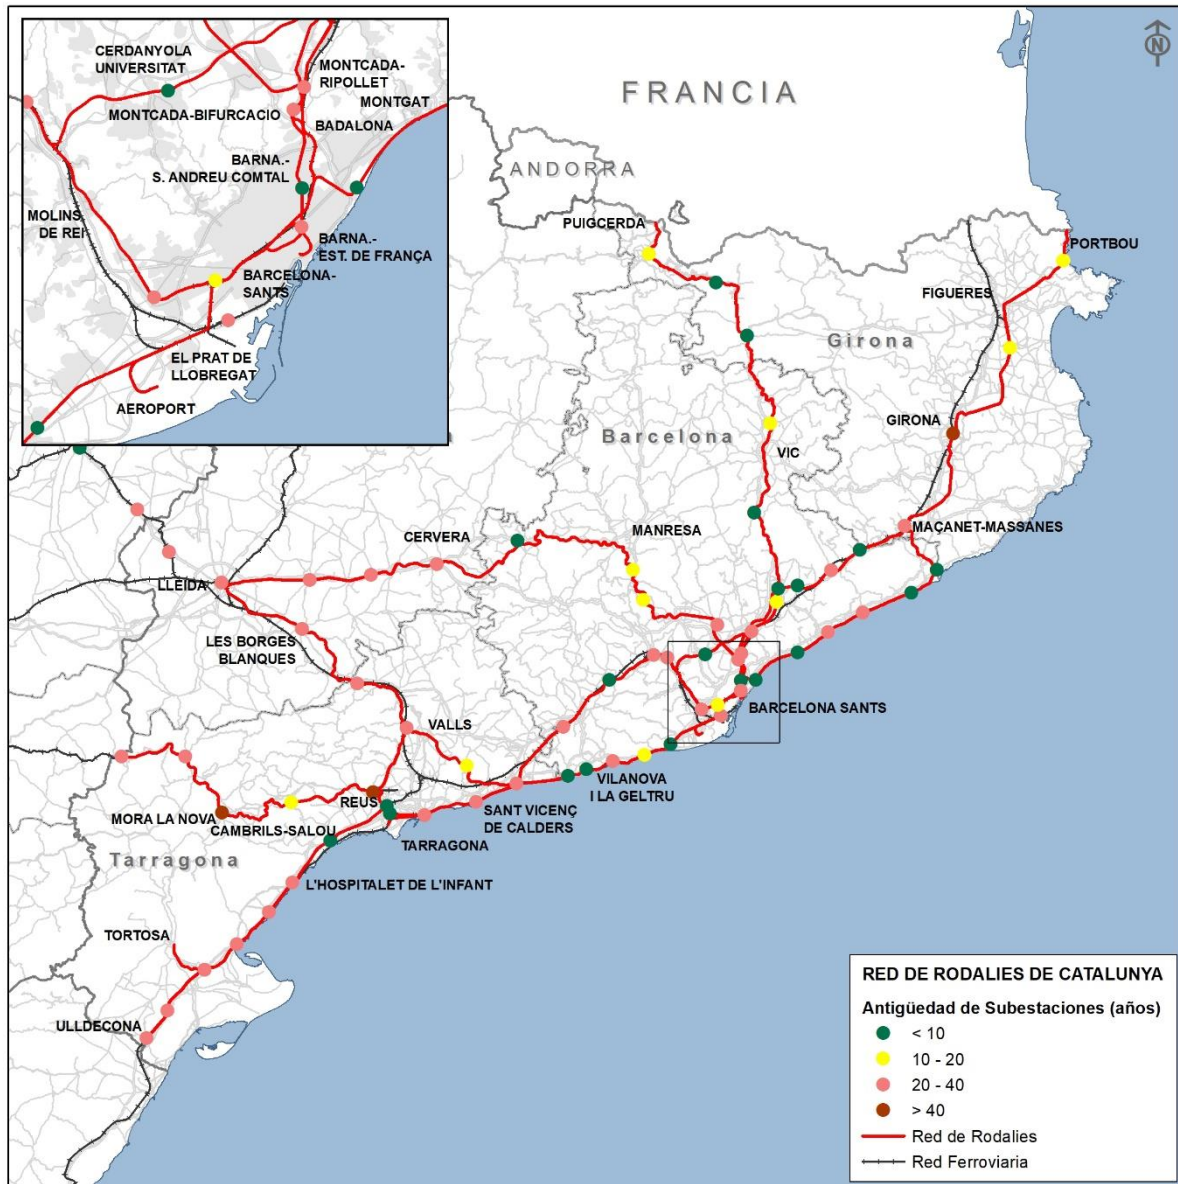 CERDANYOLA
UNIVERSITAT
MONTCADA-
RIPOLLET
MONTGAT
MONTCADA-BIFURCACIO
BADALONA
BARNA.-
S. ANDREU COMTAL
MOLINS
DE REI
BARNA.-
EST. DE FRANÇA
BARCELONA-
SANTS
EL PRAT DE
LLOBREGAT
AEROPORT
N
FRANCIA
ANDORRA
PUIGCERDA
PORTBOU
FIGUERES
Girona
GIRONA
Barcelona
VIC
MANRESA
MAÇANET-MASSANES
CERVERA
LLEIDA
LES BORGES
BLANQUES
BARCELONA SANTS
VALLS
VILANOVA
I LA GELTRU
REUS
MORA LA NOVA
CAMBRILS-SALOU
SANT VICENÇ
DE CALDERS
TARRAGONA
Tarragona
L'HOSPITALET DE L'INFANT
TORTOSA
ULLDECONA
RED DE RODALIES DE CATALUNYA
Antigüedad de Subestaciones (años)
< 10
10 - 20
20 - 40
> 40
Red de Rodalies
Red Ferroviaria